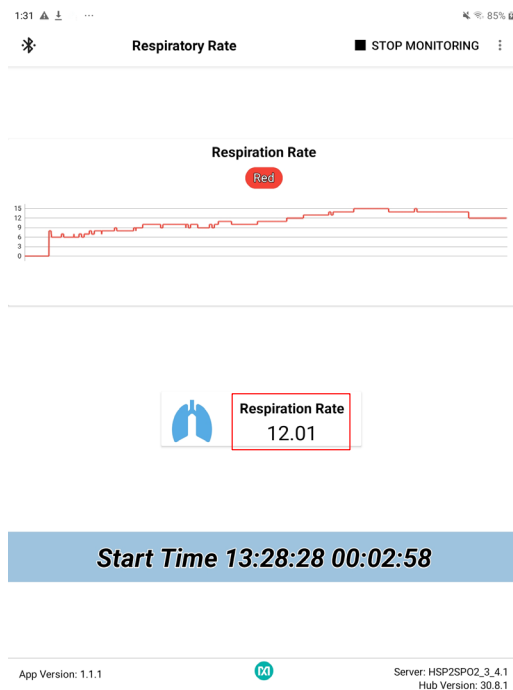 1:31 ... 85%
Respiratory Rate STOP MONITORING
Respiration Rate
Red
15
12
9
6
3
0
Respiration Rate
12.01
Start Time 13:28:28 00:02:58
App Version: 1.1.1
Server: HSP2SPO2_3_4.1
Hub Version: 30.8.1